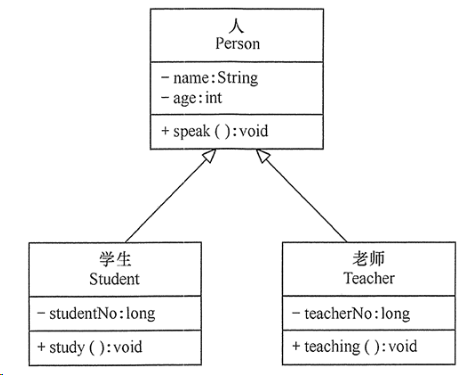 人
Person
- name:String
- age:int
+ speak ( ):void
学生
Student
- studentNo:long
+ study ( ):void
老师
Teacher
- teacherNo:long
+ teaching ( ):void